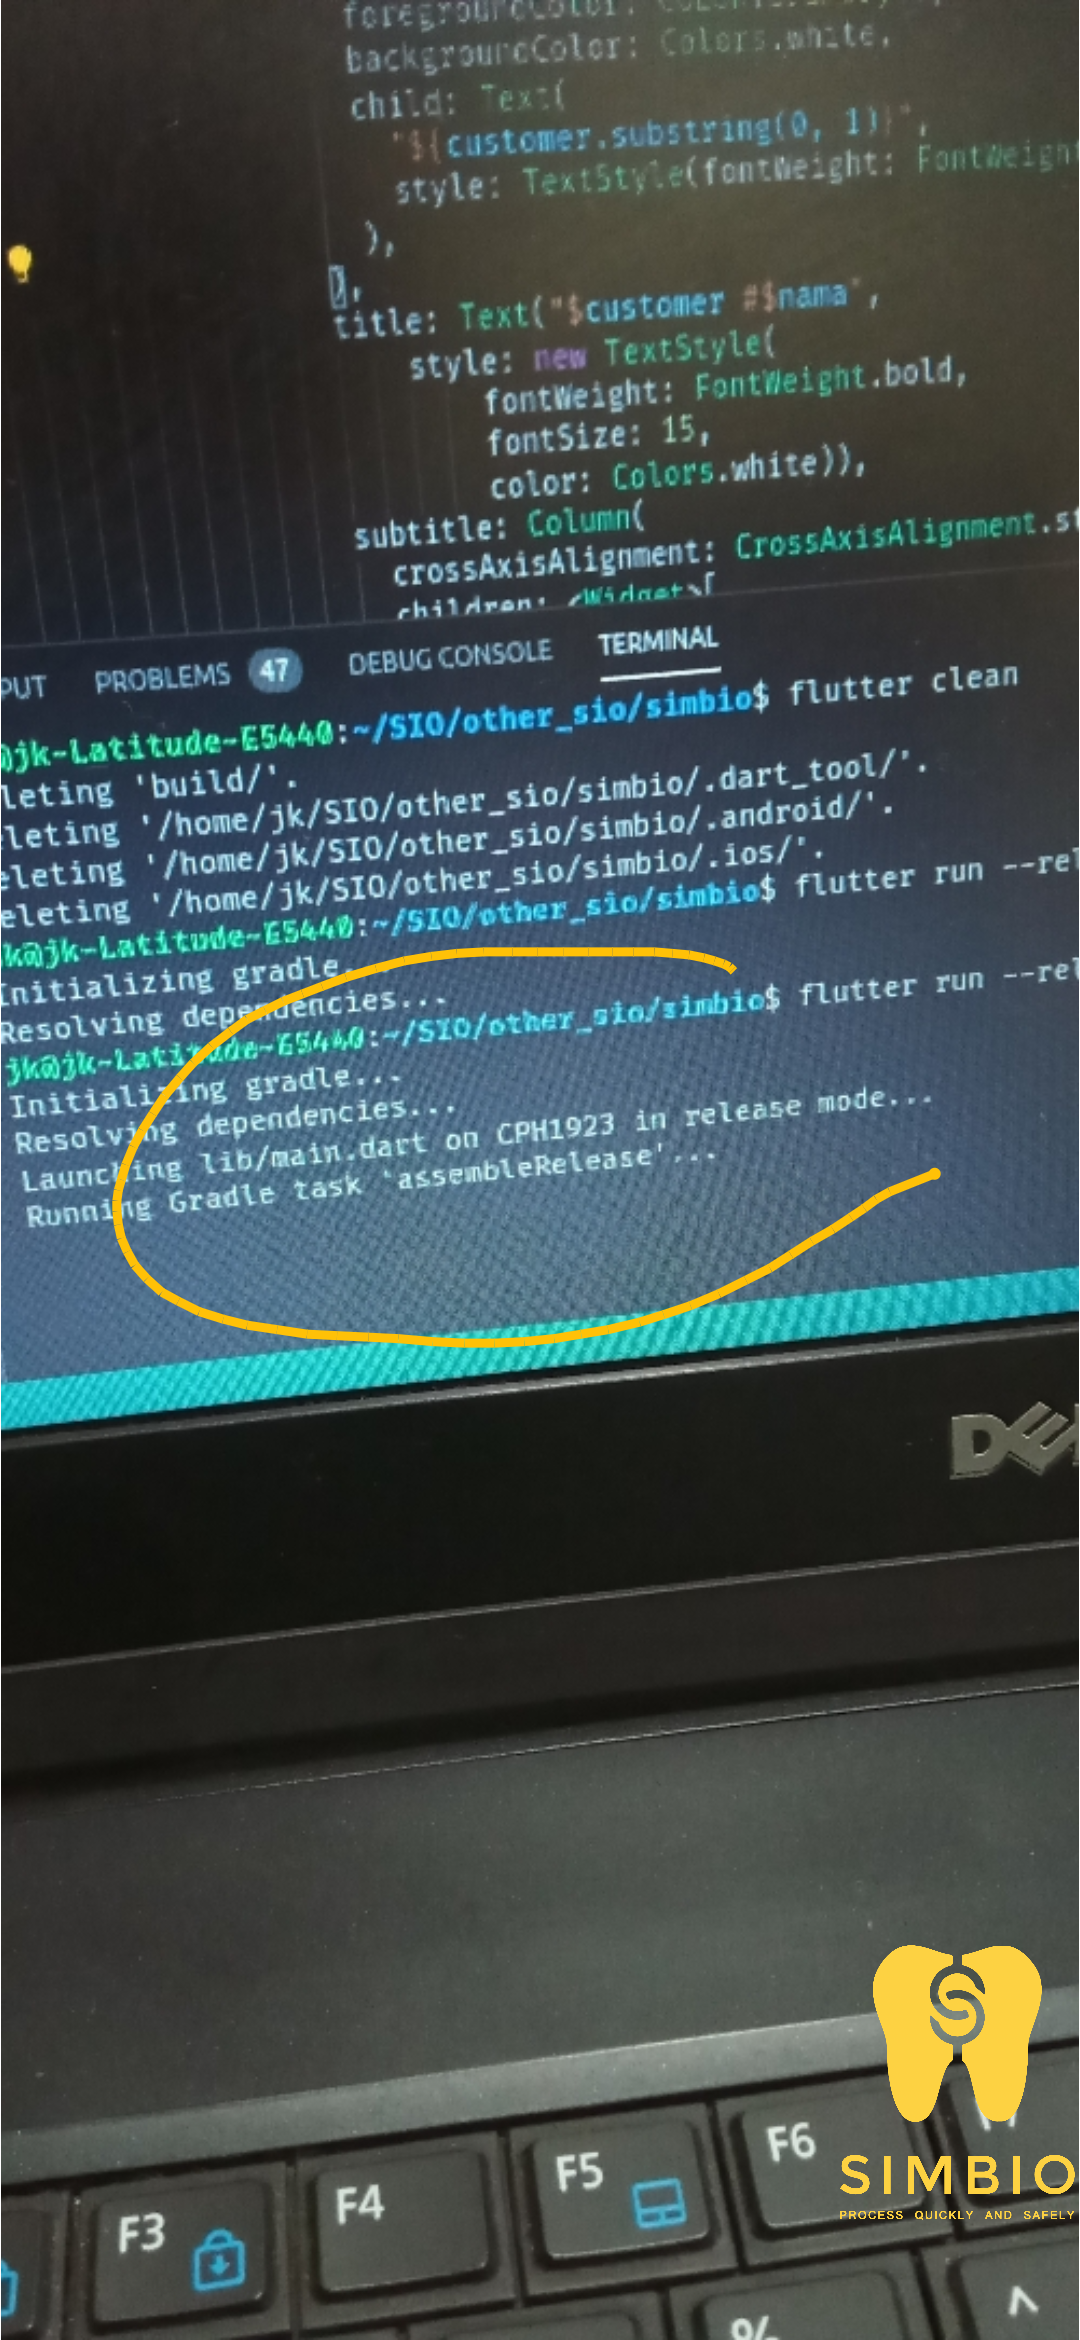 foregroundColor:
backgroundColor: Colors.white,
child: Text(
"${customer.substring(0, 1)}",
style: TextStyle(fontWeight: FontWeight
),
),
title: Text("$customer #$nama",
style: new TextStyle(
fontWeight: FontWeight.bold,
fontSize: 15,
color: Colors.white)),
subtitle: Column(
crossAxisAlignment: CrossAxisAlignment.st
children: <Widget>[
PUT PROBLEMS 47 DEBUG CONSOLE TERMINAL
@jk-Latitude-E5440:~/SIO/other_sio/simbio$ flutter clean
leting 'build/'.
leting '/home/jk/SIO/other_sio/simbio/.dart_tool/'.
eleting '/home/jk/SIO/other_sio/simbio/.android/'.
eleting '/home/jk/SIO/other_sio/simbio/.ios/'.
k@jk-Latitude-E5440:~/SIO/other_sio/simbio$ flutter run --rel
Initializing gradle...
Resolving dependencies...
jk@jk-Latitude-E5440:~/SIO/other_sio/simbio$ flutter run --rel
Initializing gradle...
Resolving dependencies...
Launching lib/main.dart on CPH1923 in release mode...
Running Gradle task 'assembleRelease'...
DELL
F3 F4 F5 F6
% ^
SIMBIO
PROCESS QUICKLY AND SAFELY